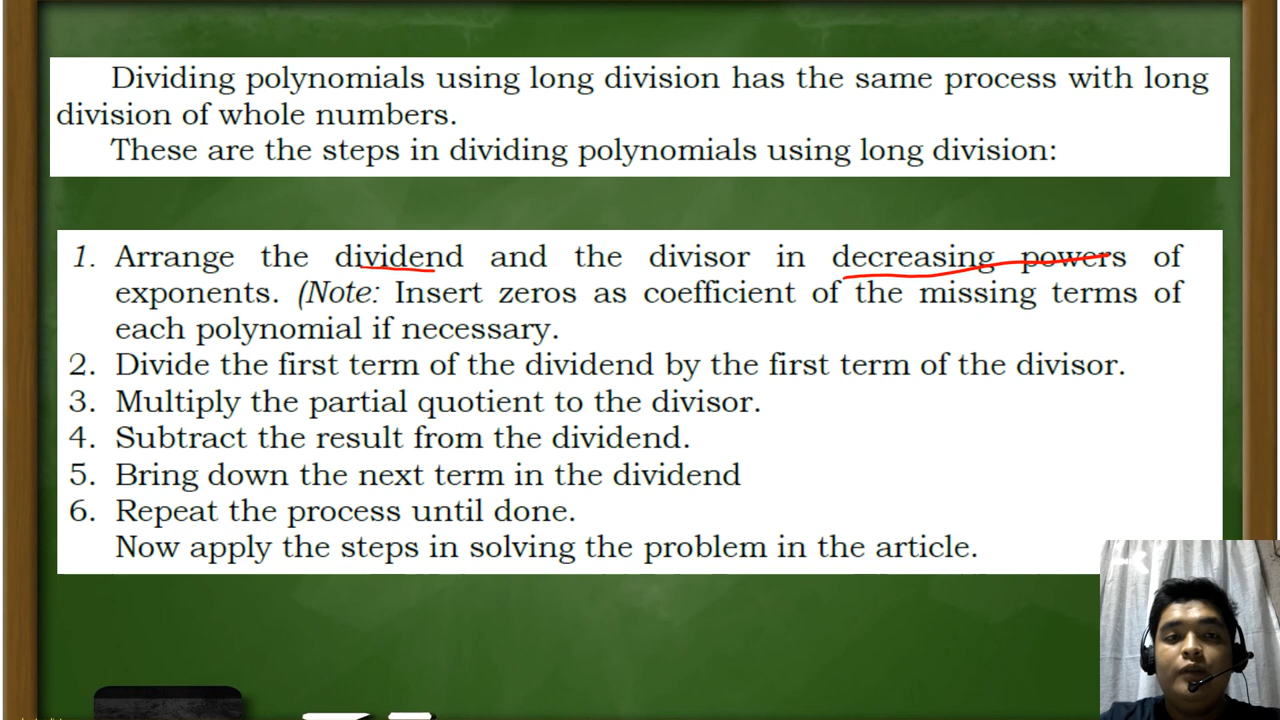 Dividing polynomials using long division has the same process with long
division of whole numbers.
These are the steps in dividing polynomials using long division:
1. Arrange the dividend and the divisor in decreasing powers of
exponents. (Note: Insert zeros as coefficient of the missing terms of
each polynomial if necessary.
2. Divide the first term of the dividend by the first term of the divisor.
3. Multiply the partial quotient to the divisor.
4. Subtract the result from the dividend.
5. Bring down the next term in the dividend
6. Repeat the process until done.
Now apply the steps in solving the problem in the article.